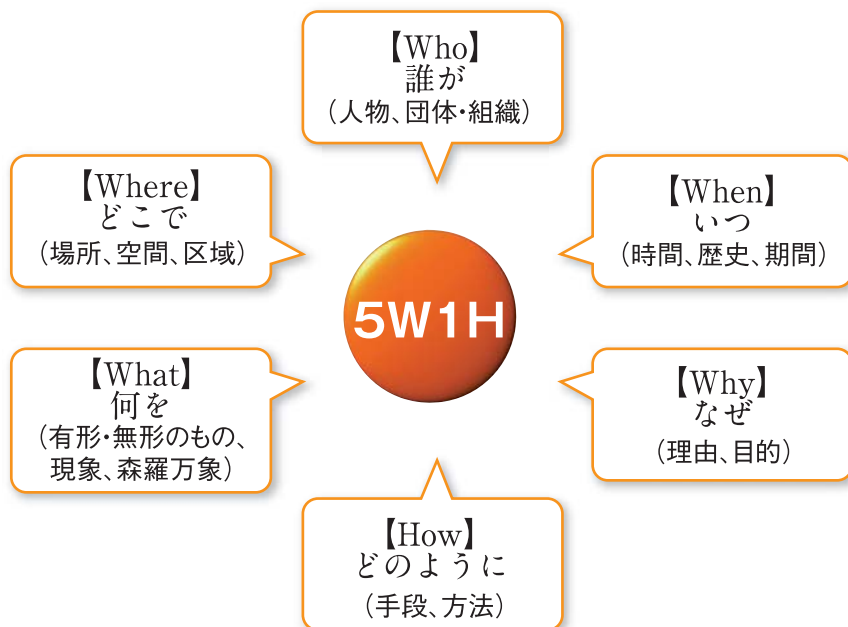 【Who】
誰が
（人物、団体・組織）
【Where】
どこで
（場所、空間、区域）
【When】
いつ
（時間、歴史、期間）
5W1H
【What】
何を
（有形・無形のもの、
現象、森羅万象）
【Why】
なぜ
（理由、目的）
【How】
どのように
（手段、方法）